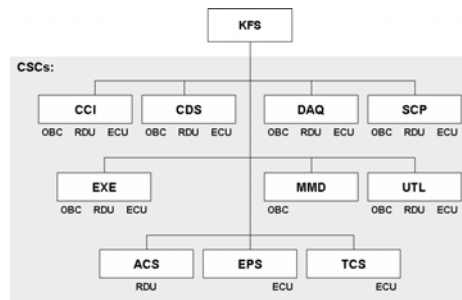 KFS
CSCs:
CCI CDS DAQ SCP
OBC RDU ECU OBC RDU ECU OBC RDU ECU OBC RDU ECU
EXE MMD UTL
OBC RDU ECU OBC OBC RDU ECU
ACS EPS TCS
RDU ECU ECU